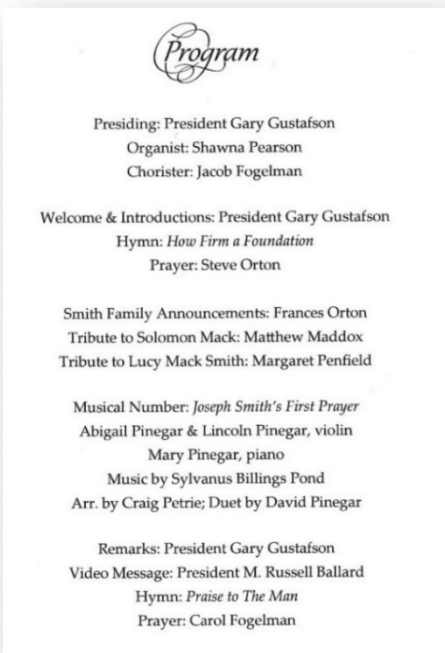 Program
Presiding: President Gary Gustafson
Organist: Shawna Pearson
Chorister: Jacob Fogelman
Welcome & Introductions: President Gary Gustafson
Hymn: How Firm a Foundation
Prayer: Steve Orton
Smith Family Announcements: Frances Orton
Tribute to Solomon Mack: Matthew Maddox
Tribute to Lucy Mack Smith: Margaret Penfield
Musical Number: Joseph Smith's First Prayer
Abigail Pinegar & Lincoln Pinegar, violin
Mary Pinegar, piano
Music by Sylvanus Billings Pond
Arr. by Craig Petrie; Duet by David Pinegar
Remarks: President Gary Gustafson
Video Message: President M. Russell Ballard
Hymn: Praise to The Man
Prayer: Carol Fogelman